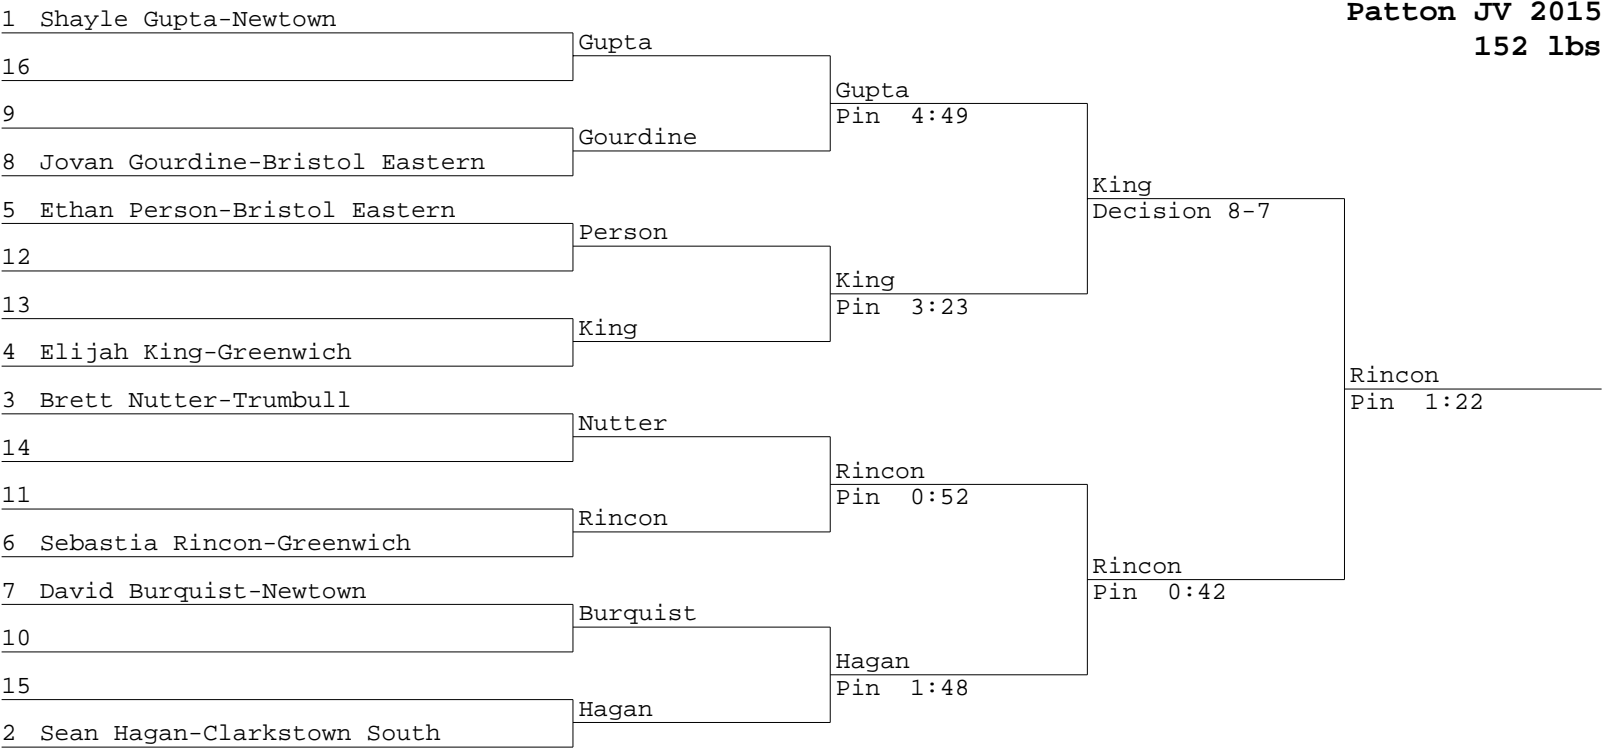 Patton JV 2015
152 lbs
1 Shayle Gupta-Newtown
16
9
8 Jovan Gourdine-Bristol Eastern
5 Ethan Person-Bristol Eastern
12
13
4 Elijah King-Greenwich
3 Brett Nutter-Trumbull
14
11
6 Sebastia Rincon-Greenwich
7 David Burquist-Newtown
10
15
2 Sean Hagan-Clarkstown South
Gupta
Gourdine
Person
King
Nutter
Rincon
Burquist
Hagan
Gupta
Pin 4:49
King
Pin 3:23
Rincon
Pin 0:52
Hagan
Pin 1:48
King
Decision 8-7
Rincon
Pin 0:42
Rincon
Pin 1:22